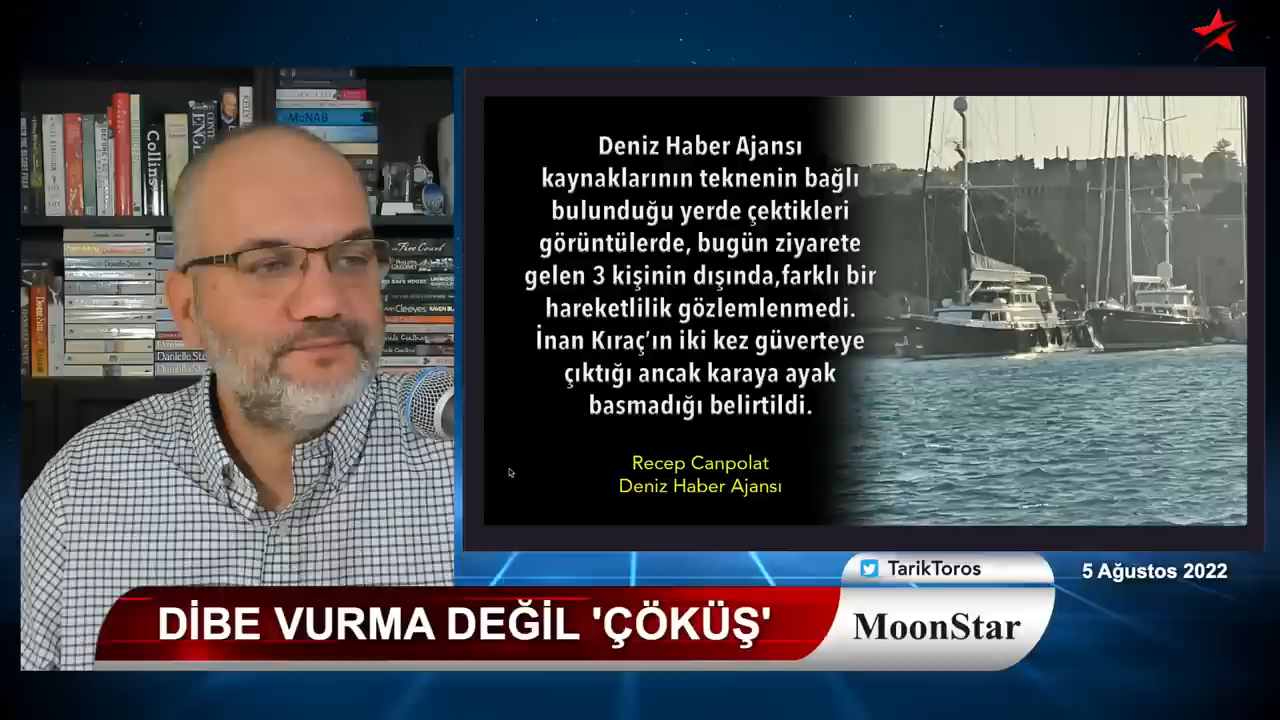 Deniz Haber Ajansı
kaynaklarının teknenin bağlı
bulunduğu yerde çektikleri
görüntülerde, bugün ziyarete
gelen 3 kişinin dışında,farklı bir
hareketlilik gözlemlenmedi.
İnan Kıraç’ın iki kez güverteye
çıktığı ancak karaya ayak
basmadığı belirtildi.
Recep Canpolat
Deniz Haber Ajansı
TarikToros
5 Ağustos 2022
DİBE VURMA DEĞİL 'ÇÖKÜŞ'
MoonStar
McNAB
Collins